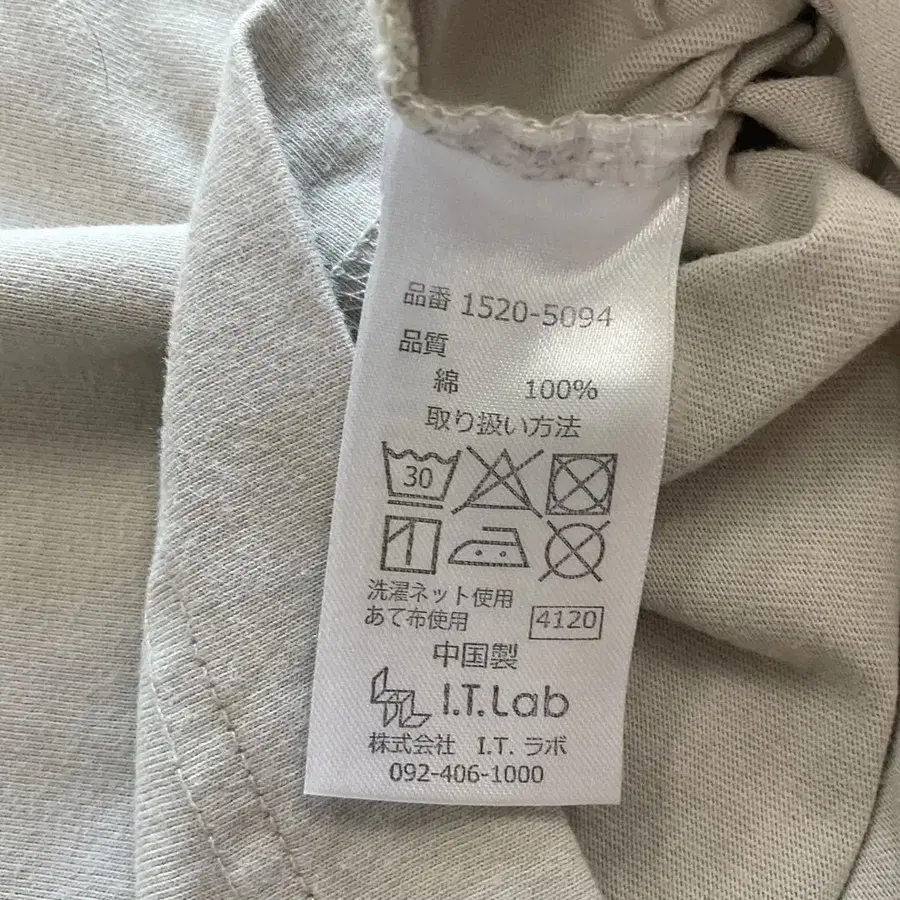 品番 1520-5094
品質
綿 100%
取り扱い方法
30
洗濯ネット使用
あて布使用 4120
中国製
I.T.Lab
株式会社 I.T. ラボ
092-406-1000